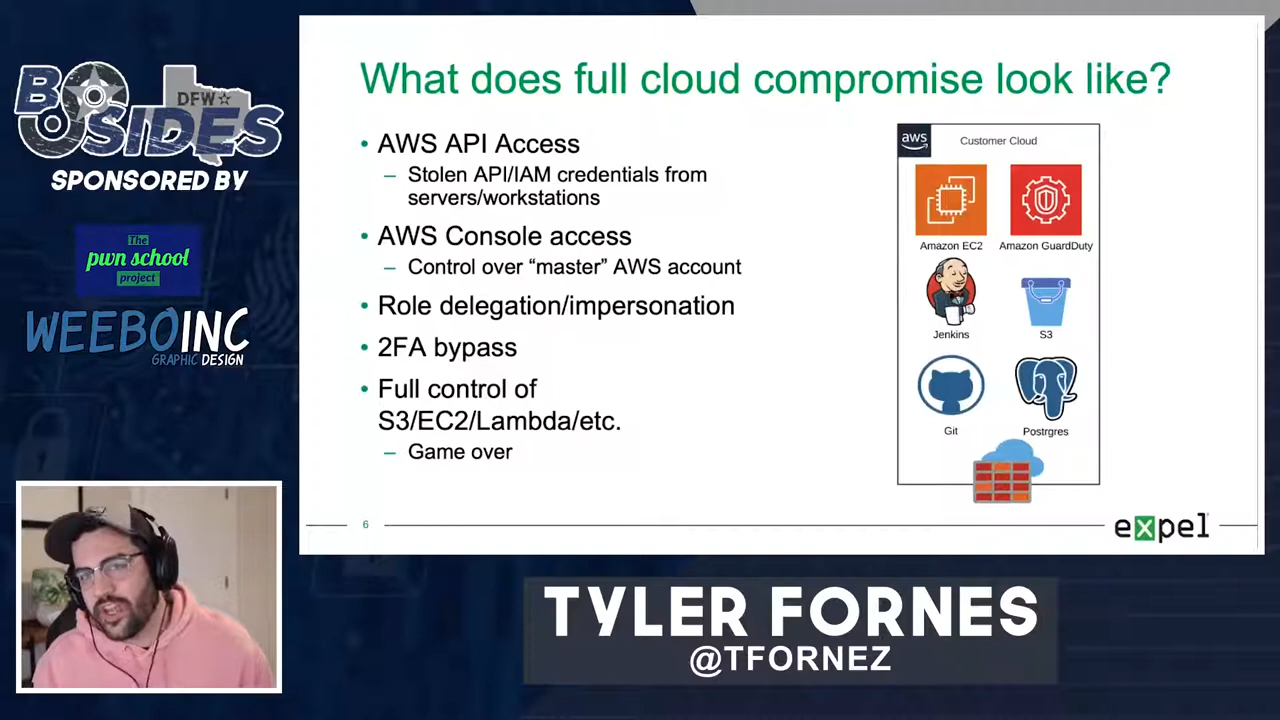 BSIDES
DFW
SPONSORED BY
The
pwn school
project
WEEBOINC
GRAPHIC DESIGN
What does full cloud compromise look like?
• AWS API Access
– Stolen API/IAM credentials from
servers/workstations
• AWS Console access
– Control over “master” AWS account
• Role delegation/impersonation
• 2FA bypass
• Full control of
S3/EC2/Lambda/etc.
– Game over
aws
Customer Cloud
Amazon EC2
Amazon GuardDuty
Jenkins
S3
Git
Postrgres
6
expel
TYLER FORNES
@TFORNEZ